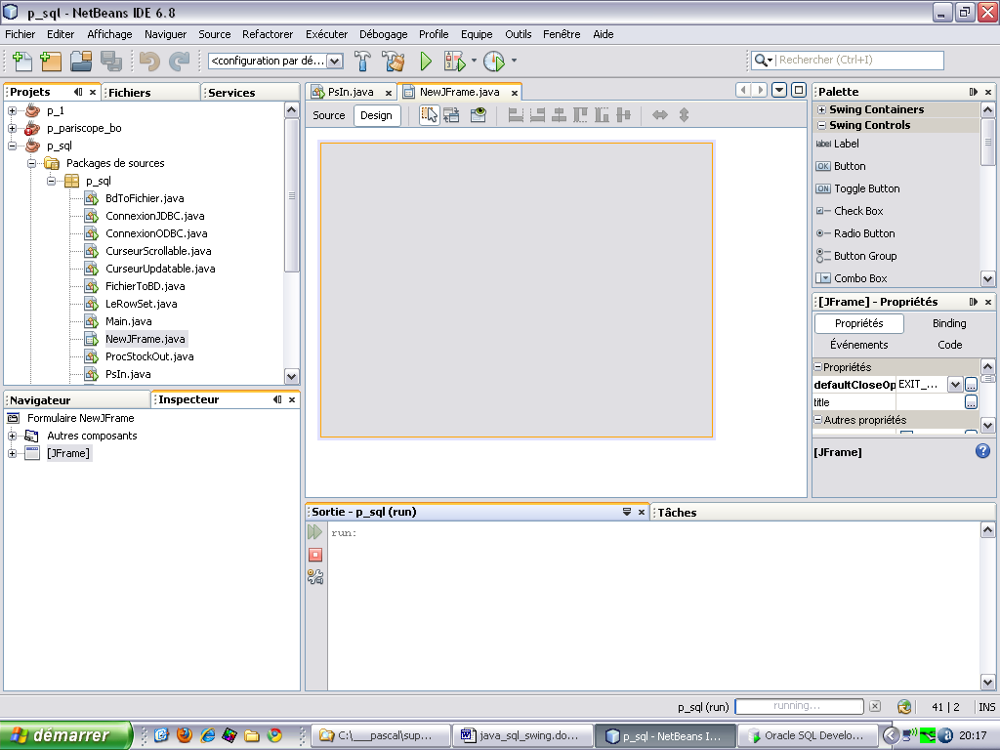 p_sql - NetBeans IDE 6.8
Fichier Editer Affichage Naviguer Source Refactorer Exécuter Débogage Profile Equipe Outils Fenêtre Aide
<configuration par dé...
Rechercher (Ctrl+I)
Projets
Fichiers
Services
p_1
p_pariscope_bo
p_sql
Packages de sources
p_sql
BdToFichier.java
ConnexionJDBC.java
ConnexionODBC.java
CurseurScrollable.java
CurseurUpdatable.java
FichierToBD.java
LeRowSet.java
Main.java
NewJFrame.java
ProcStockOut.java
PsIn.java
Navigateur
Inspecteur
Formulaire NewJFrame
Autres composants
[JFrame]
PsIn.java
NewJFrame.java
Source
Design
Palette
Swing Containers
Swing Controls
label Label
OK Button
ON Toggle Button
Check Box
Radio Button
Button Group
Combo Box
[JFrame] - Propriétés
Propriétés
Binding
Événements
Code
Propriétés
defaultCloseOp EXIT_... ...
title ...
Autres propriétés
[JFrame]
Sortie - p_sql (run)
Tâches
run:
p_sql (run)
running...
41 | 2
INS
démarrer
C:\___pascal\sup...
java_sql_swing.do...
p_sql - NetBeans I...
Oracle SQL Develo...
20:17